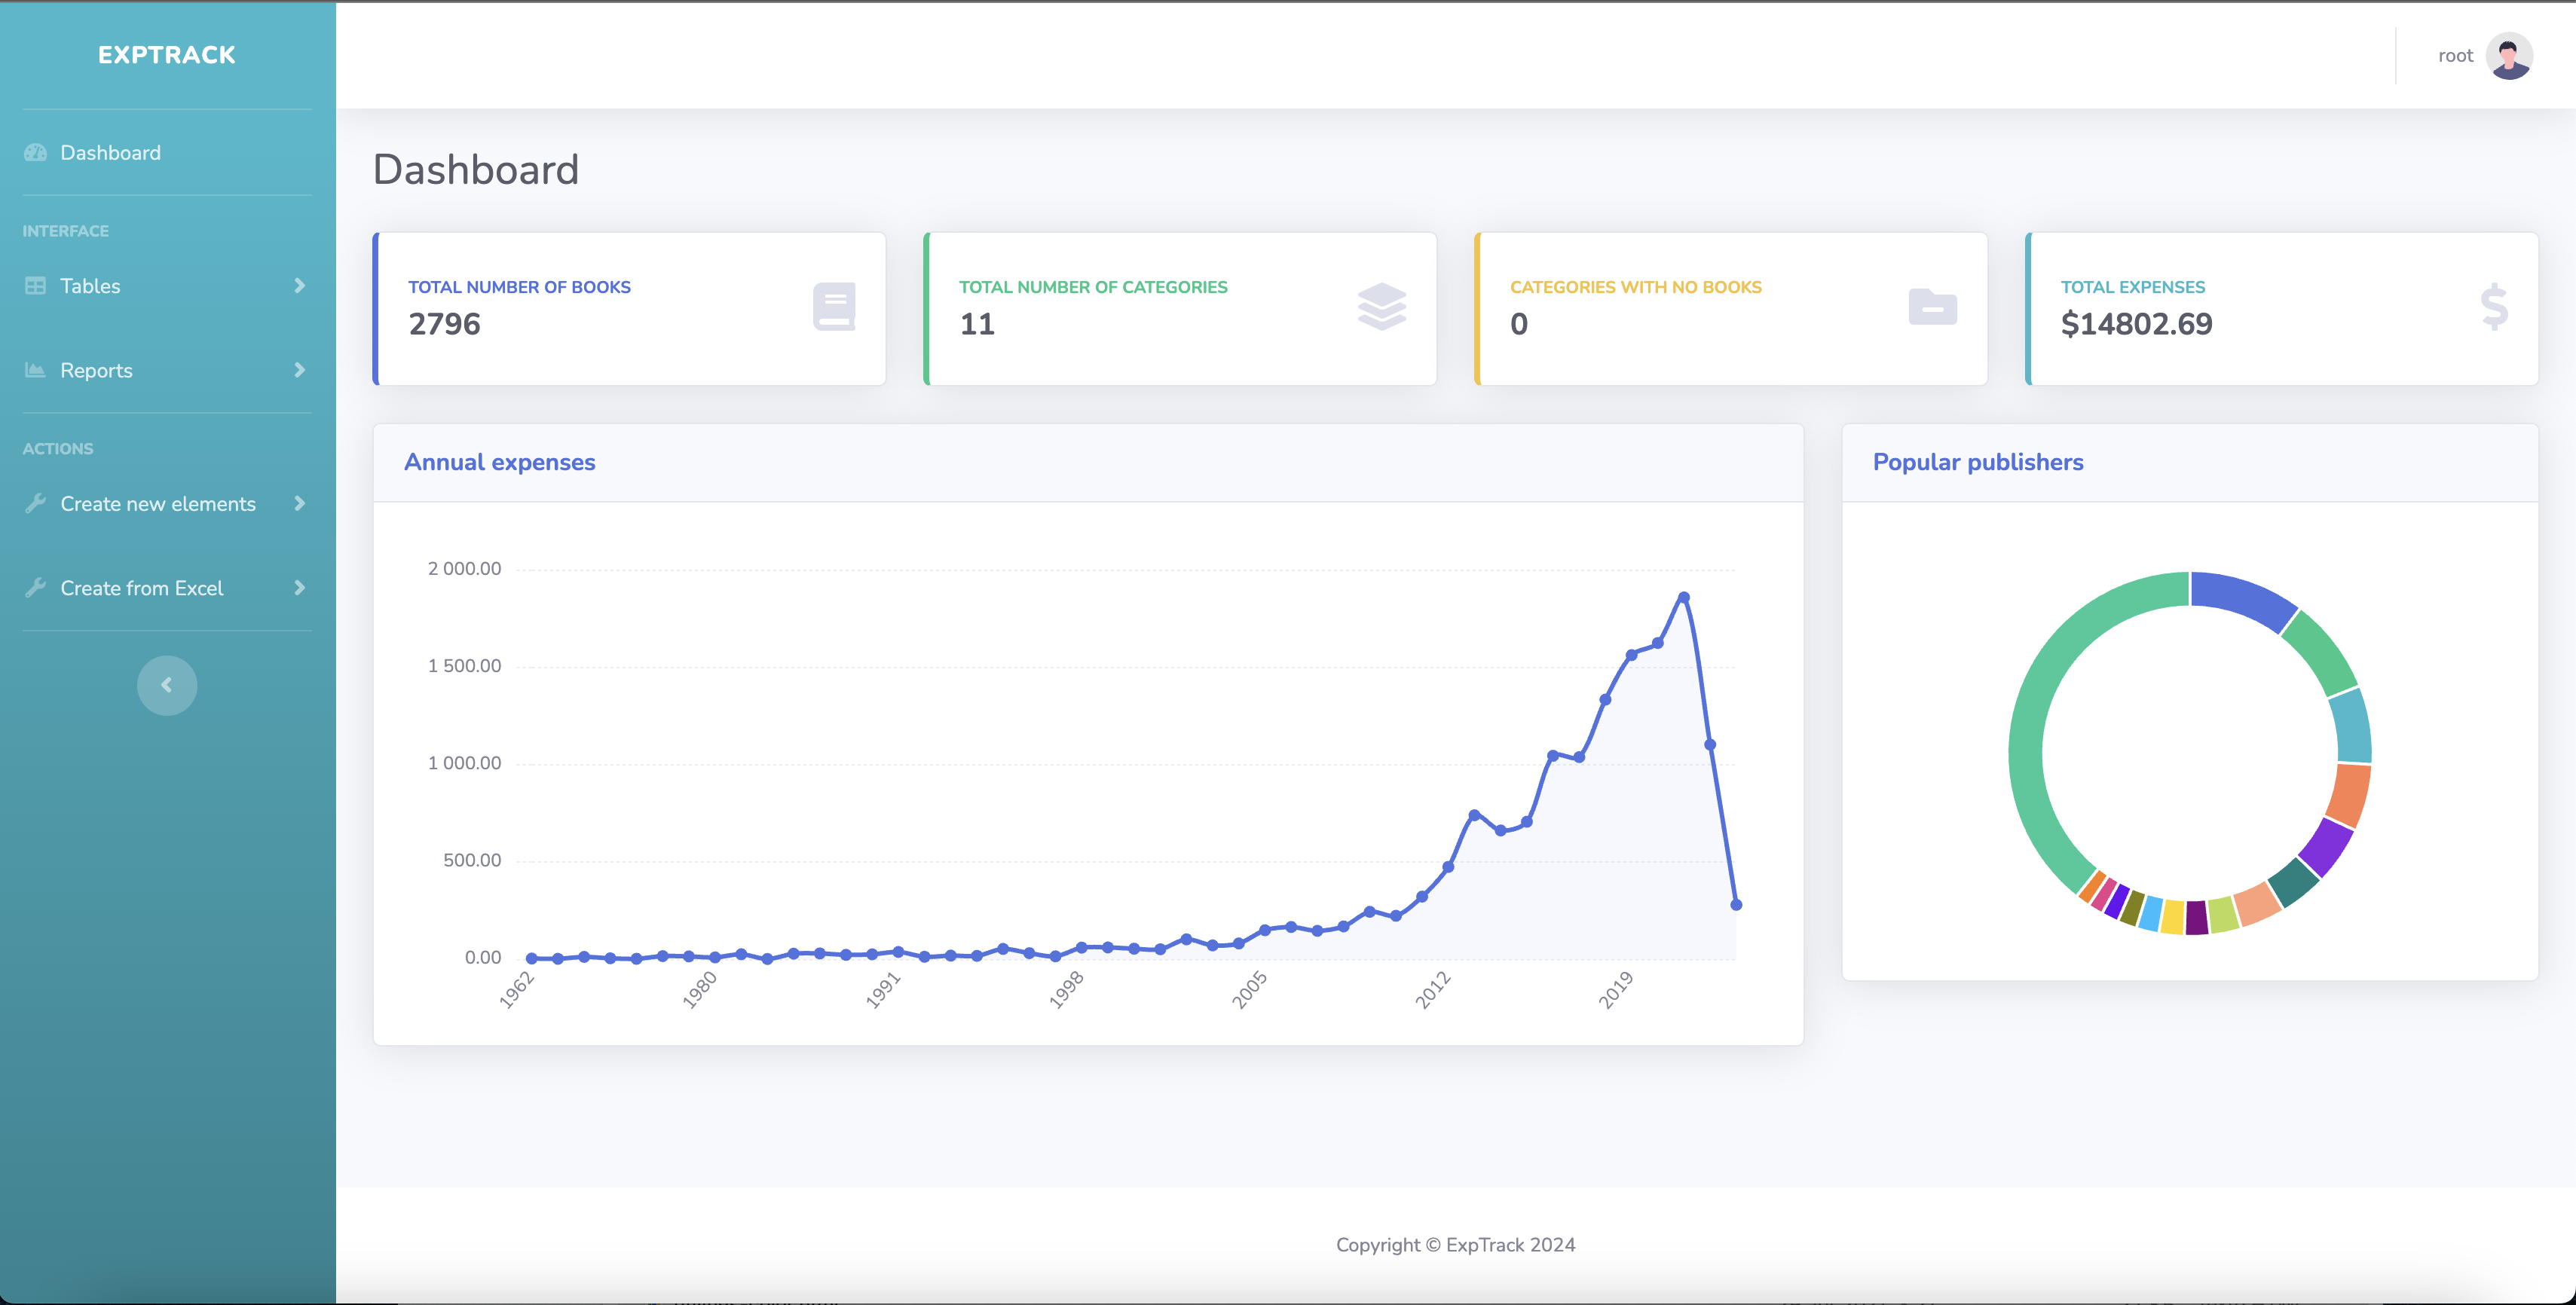 EXPTRACK
root
Dashboard
INTERFACE
Tables
Reports
ACTIONS
Create new elements
Create from Excel
Dashboard
TOTAL NUMBER OF BOOKS
2796
TOTAL NUMBER OF CATEGORIES
11
CATEGORIES WITH NO BOOKS
0
TOTAL EXPENSES
$14802.69
Annual expenses
2 000.00
1 500.00
1 000.00
500.00
0.00
1962
1980
1991
1998
2005
2012
2019
Popular publishers
Copyright © ExpTrack 2024